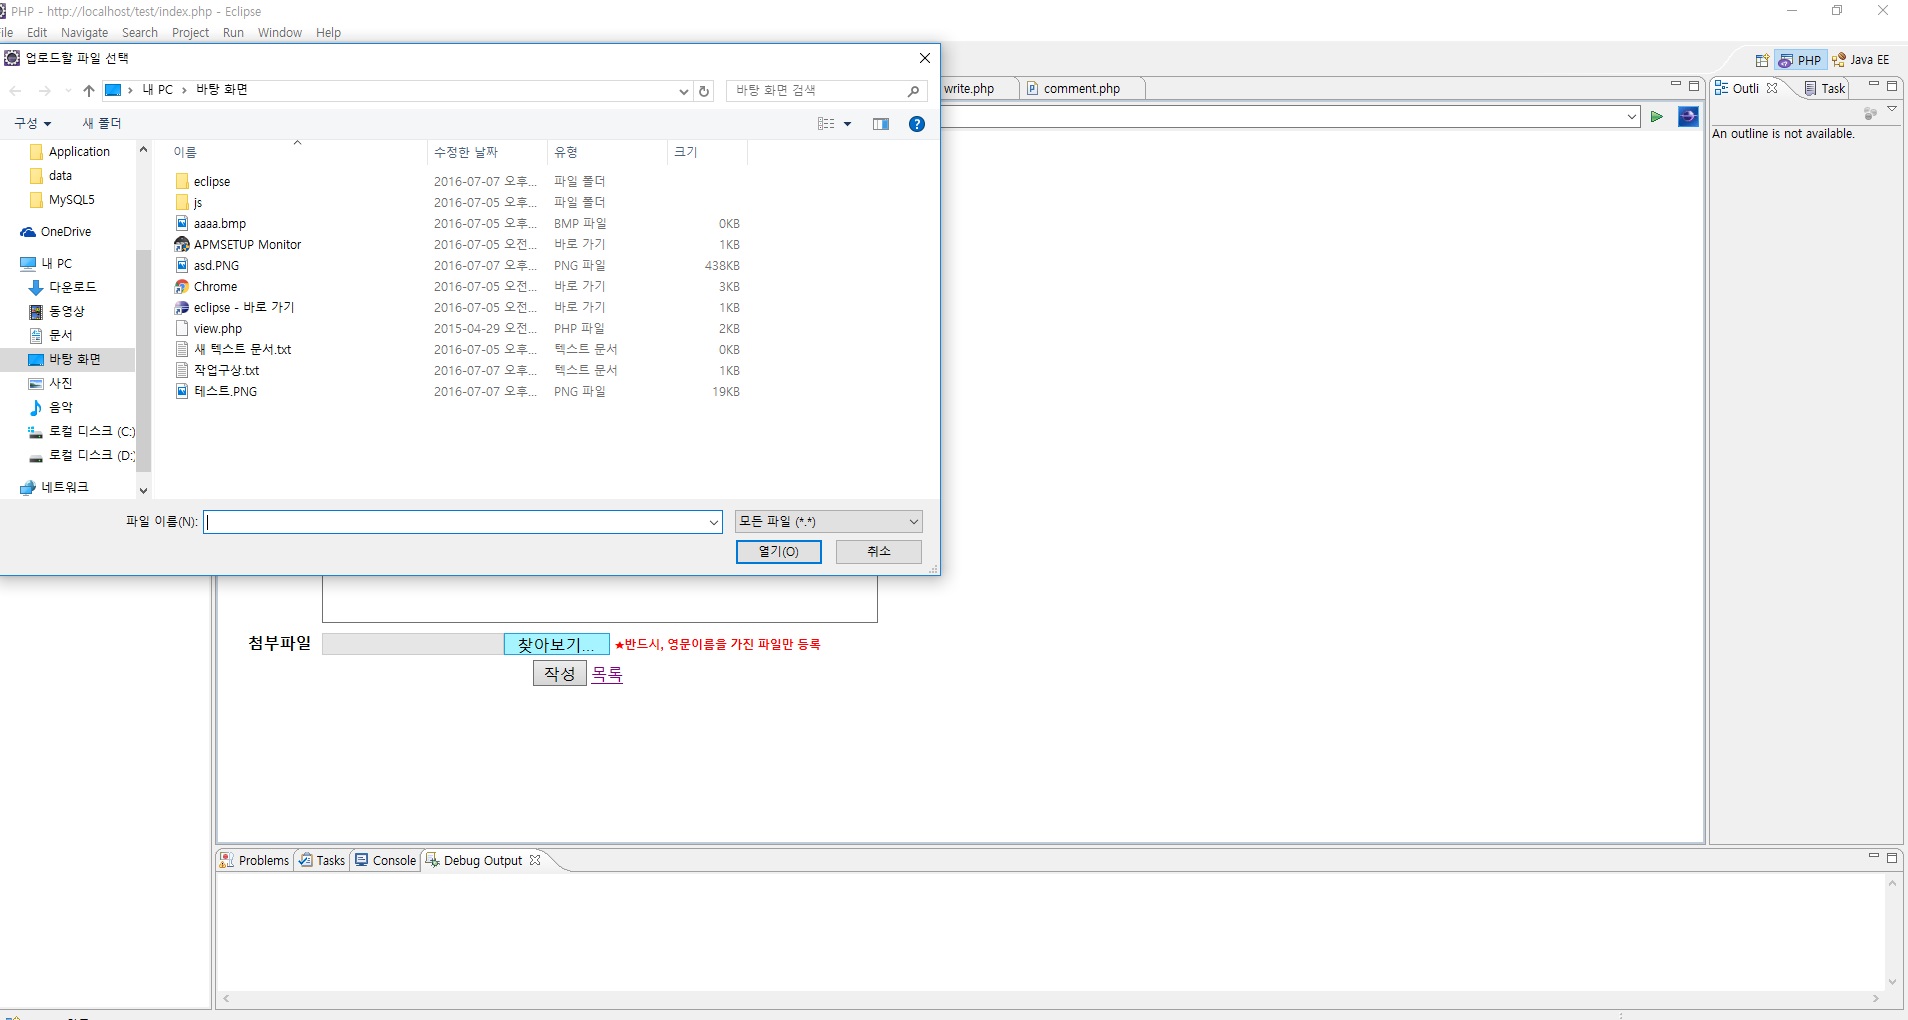 PHP - http://localhost/test/index.php - Eclipse
ile Edit Navigate Search Project Run Window Help
업로드할 파일 선택
내 PC 바탕 화면
바탕 화면 검색
구성 새 폴더
Application
data
MySQL5
OneDrive
내 PC
다운로드
동영상
문서
바탕 화면
사진
음악
로컬 디스크 (C:)
로컬 디스크 (D:)
네트워크
이름 수정한 날짜 유형 크기
eclipse 2016-07-07 오후... 파일 폴더
js 2016-07-05 오후... 파일 폴더
aaaa.bmp 2016-07-05 오후... BMP 파일 0KB
APMSETUP Monitor 2016-07-05 오전... 바로 가기 1KB
asd.PNG 2016-07-07 오후... PNG 파일 438KB
Chrome 2016-07-05 오전... 바로 가기 3KB
eclipse - 바로 가기 2016-07-05 오전... 바로 가기 1KB
view.php 2015-04-29 오전... PHP 파일 2KB
새 텍스트 문서.txt 2016-07-05 오후... 텍스트 문서 0KB
작업구상.txt 2016-07-07 오후... 텍스트 문서 1KB
테스트.PNG 2016-07-07 오후... PNG 파일 19KB
파일 이름(N): 모든 파일 (*.*)
열기(O) 취소
PHP Java EE
write.php comment.php
Outli Task
An outline is not available.
첨부파일 찾아보기... ★반드시, 영문이름을 가진 파일만 등록
작성 목록
Problems Tasks Console Debug Output